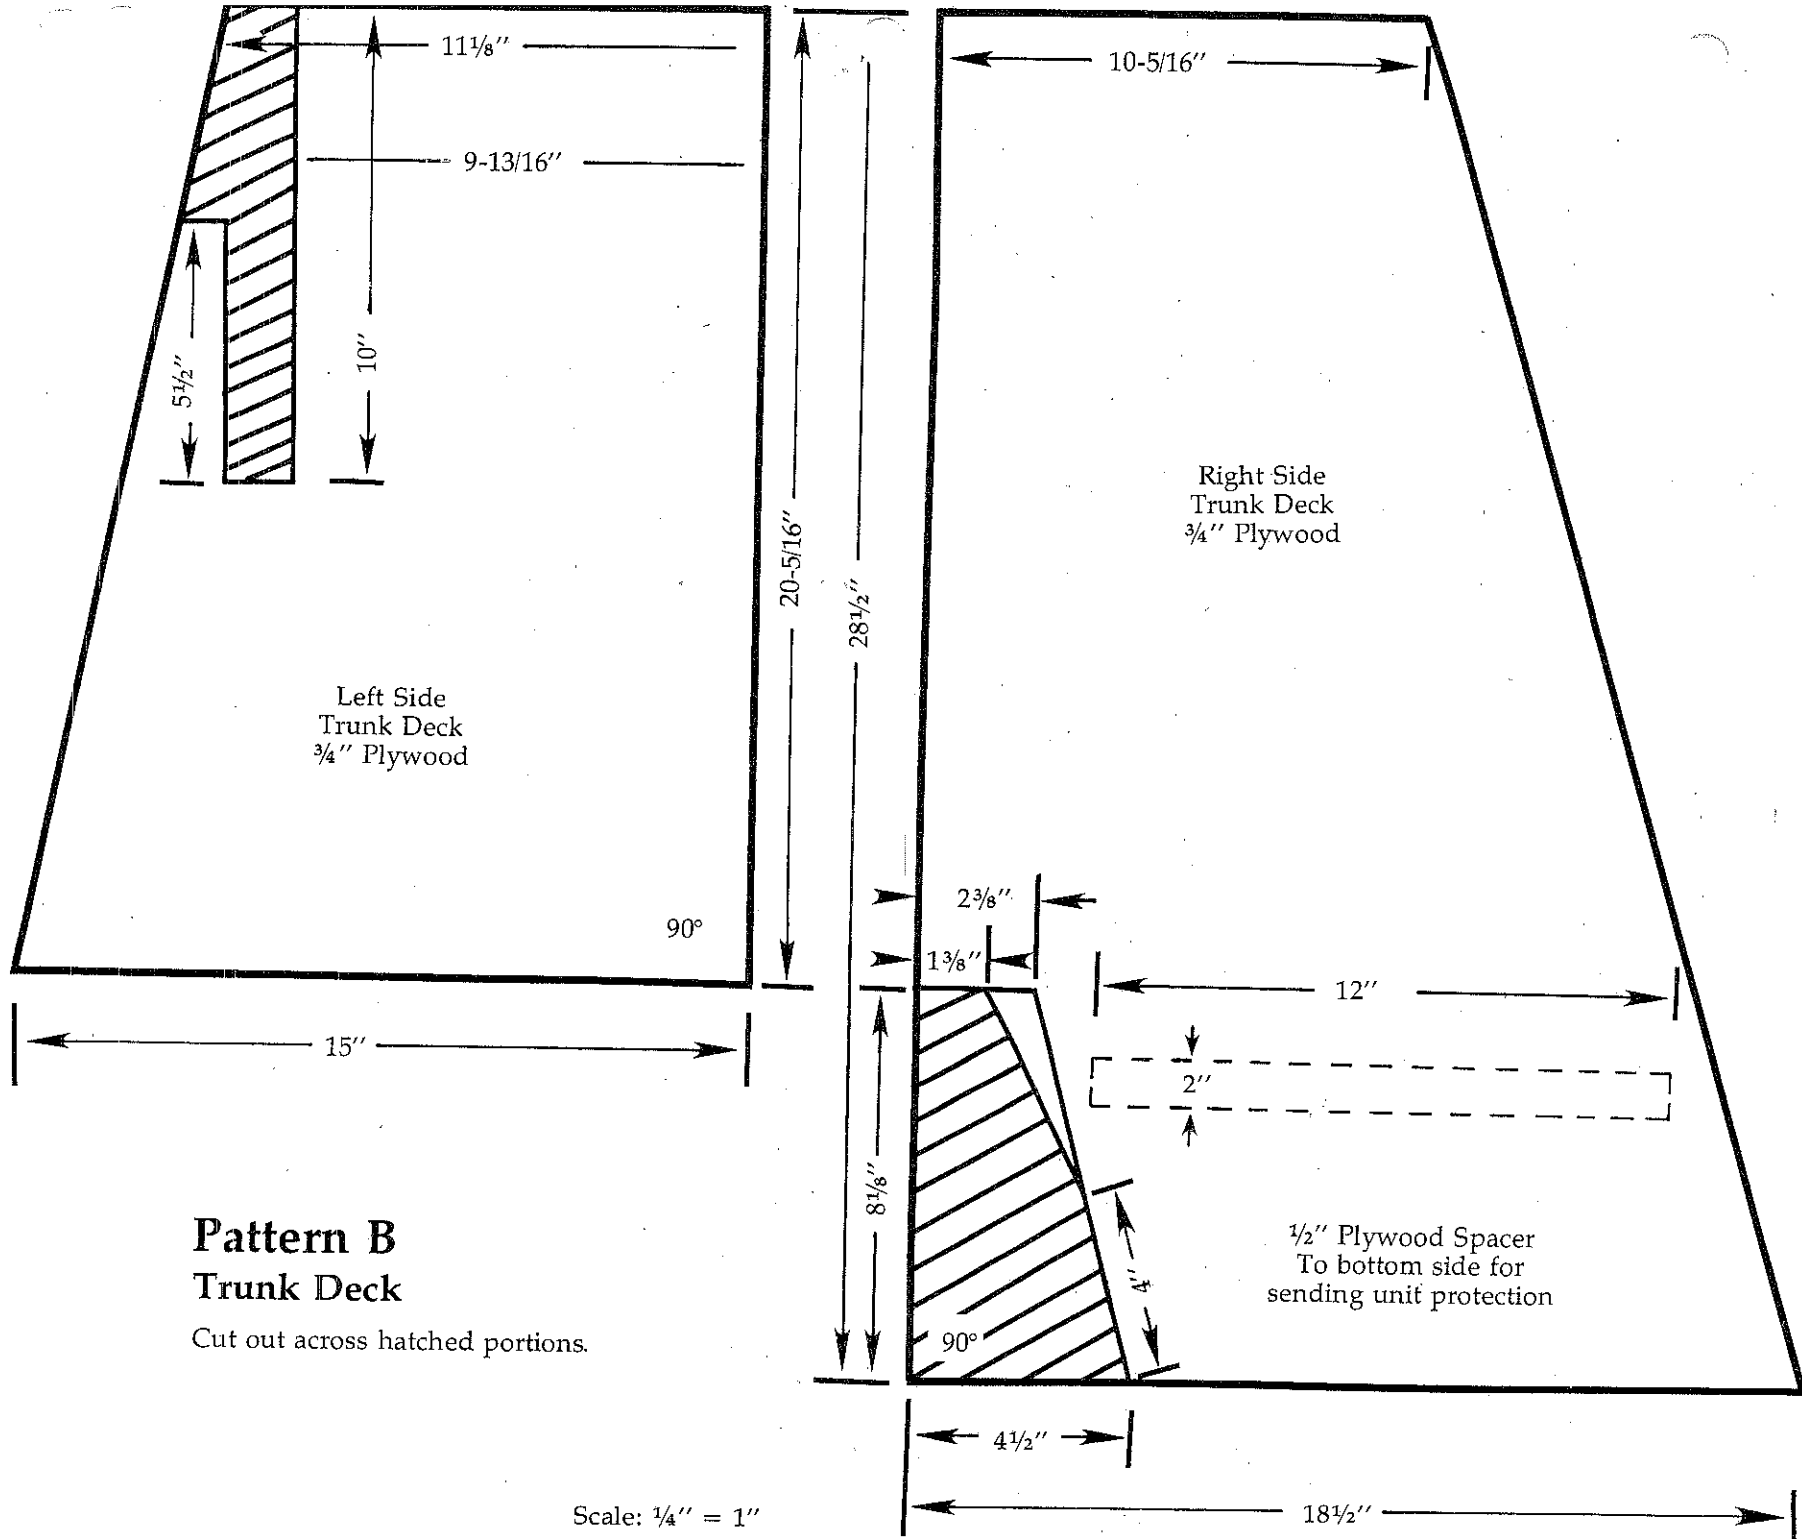 11⅛″
10-5/16″
9-13/16″
10″
5½″
20-5/16″
28½″
Right Side
Trunk Deck
¾″ Plywood
Left Side
Trunk Deck
¾″ Plywood
2⅜″
90°
1⅜″
12″
15″
2″
8⅛″
Pattern B
Trunk Deck
Cut out across hatched portions.
4″
½″ Plywood Spacer
To bottom side for
sending unit protection
90°
4½″
Scale: ¼″ = 1″
18½″